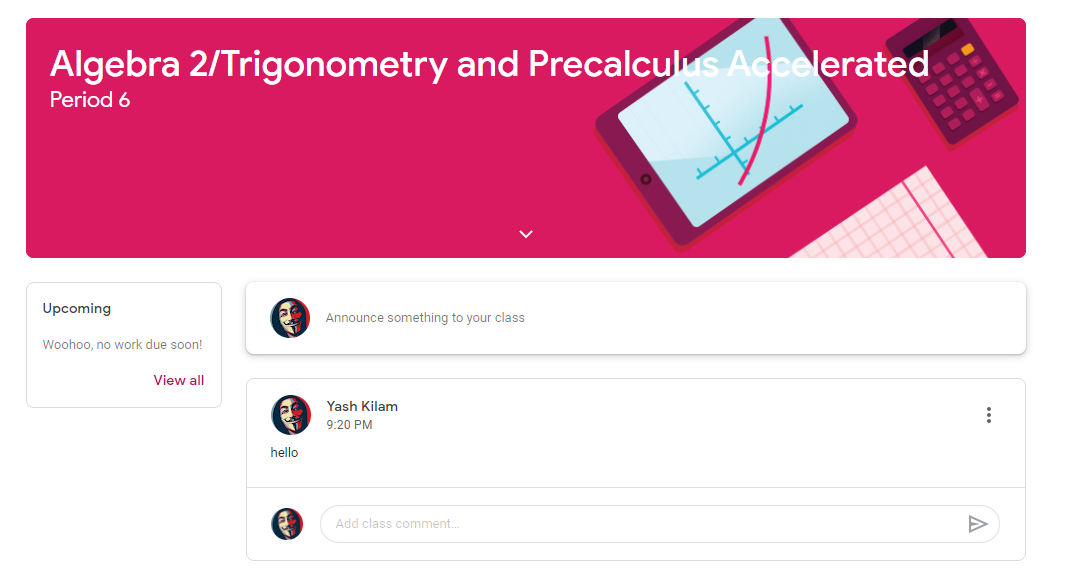 Algebra 2/Trigonometry and Precalculus Accelerated
Period 6
Upcoming
Woohoo, no work due soon!
View all
Announce something to your class
Yash Kilam
9:20 PM
hello
Add class comment...